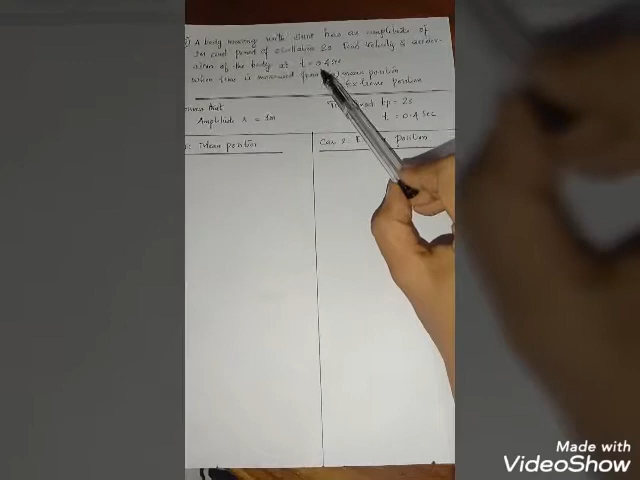 A body moving with SHM has an amplitude of
1m and period of oscillation 2s Find velocity & acceler-
ation of the body at t = 0.4 sec
when time is measured from mean position
Extreme position
that
tp = 2s
Amplitude = 1m
t = 0.4 sec
: Mean position
Case 2: position
Made with
VideoShow